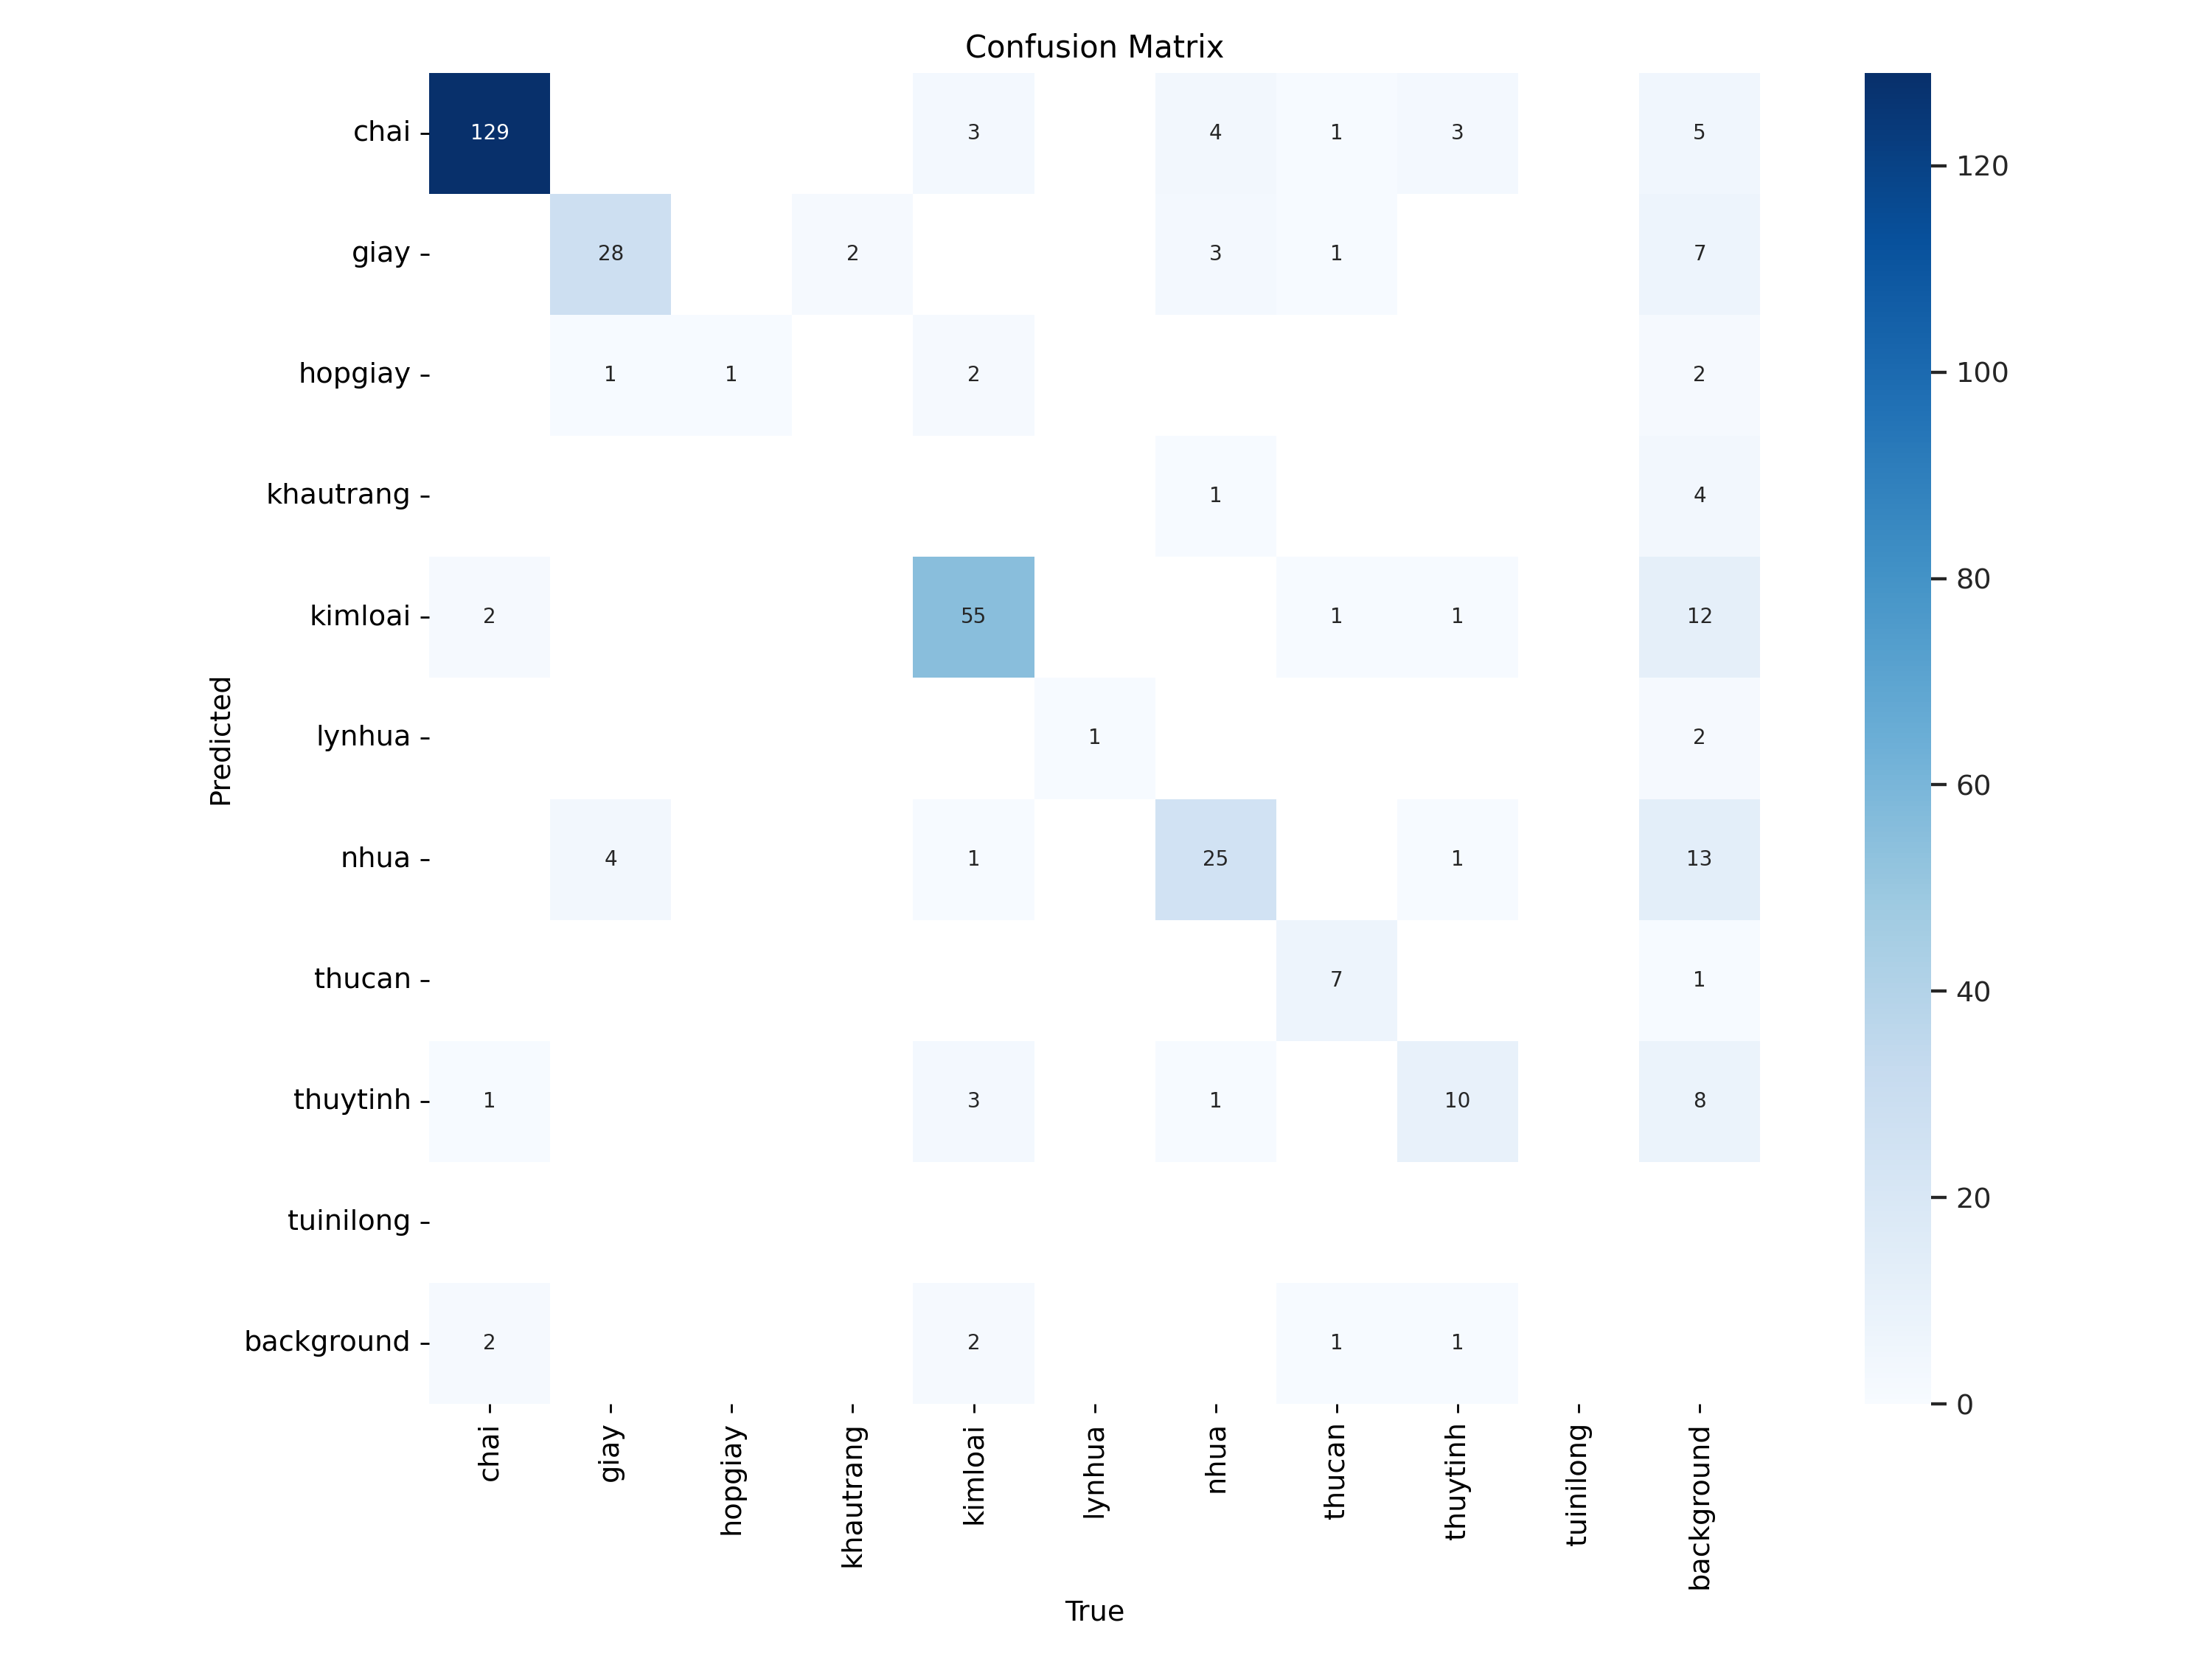 Confusion Matrix
chai 129 3 4 1 3 5
giay 28 2 3 1 7
hopgiay 1 1 2 2
khautrang 1 4
kimloai 2 55 1 1 12
lynhua 1 2
nhua 4 1 25 1 13
thucan 7 1
thuytinh 1 3 1 10 8
tuinilong
background 2 2 1 1
Predicted
chai giay hopgiay khautrang kimloai lynhua nhua thucan thuytinh tuinilong background
True
120
100
80
60
40
20
0